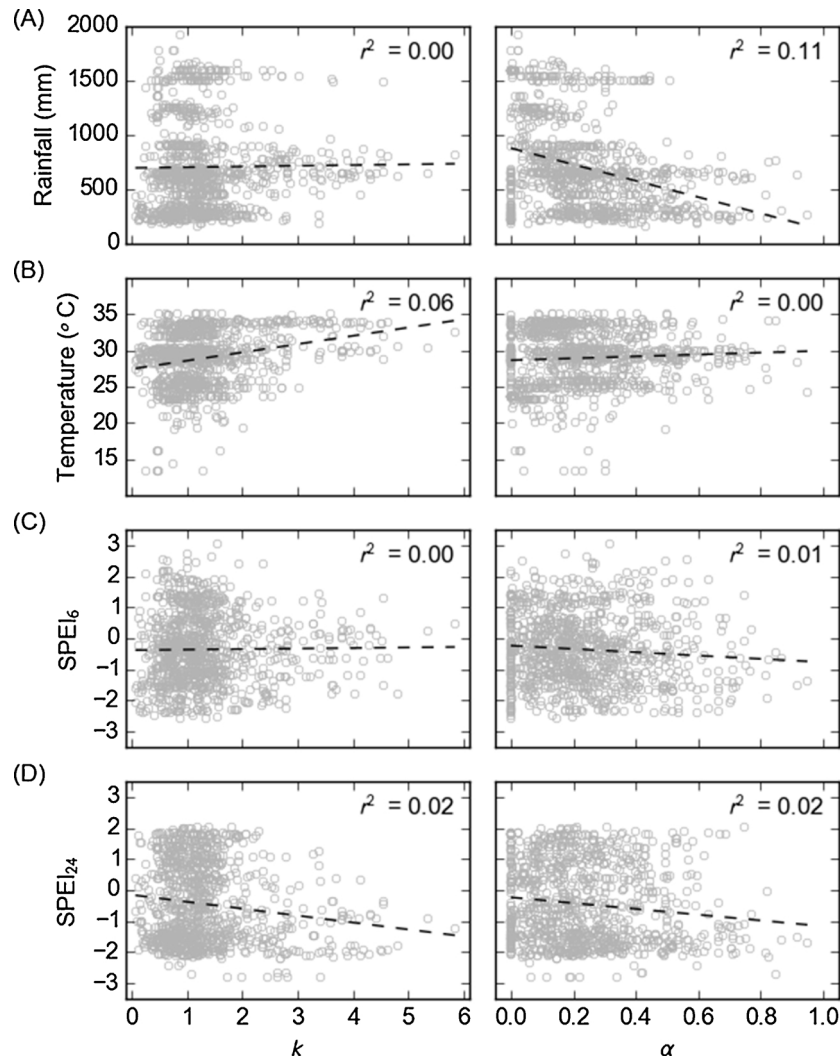 (A)
2000
1500
1000
500
0
Rainfall (mm)
r² = 0.00
r² = 0.11
(B)
35
30
25
20
15
Temperature (° C)
r² = 0.06
r² = 0.00
(C)
3
2
1
0
−1
−2
−3
SPEI₆
r² = 0.00
r² = 0.01
(D)
3
2
1
0
−1
−2
−3
SPEI₂₄
r² = 0.02
r² = 0.02
0 1 2 3 4 5 6
0.0 0.2 0.4 0.6 0.8 1.0
k
α